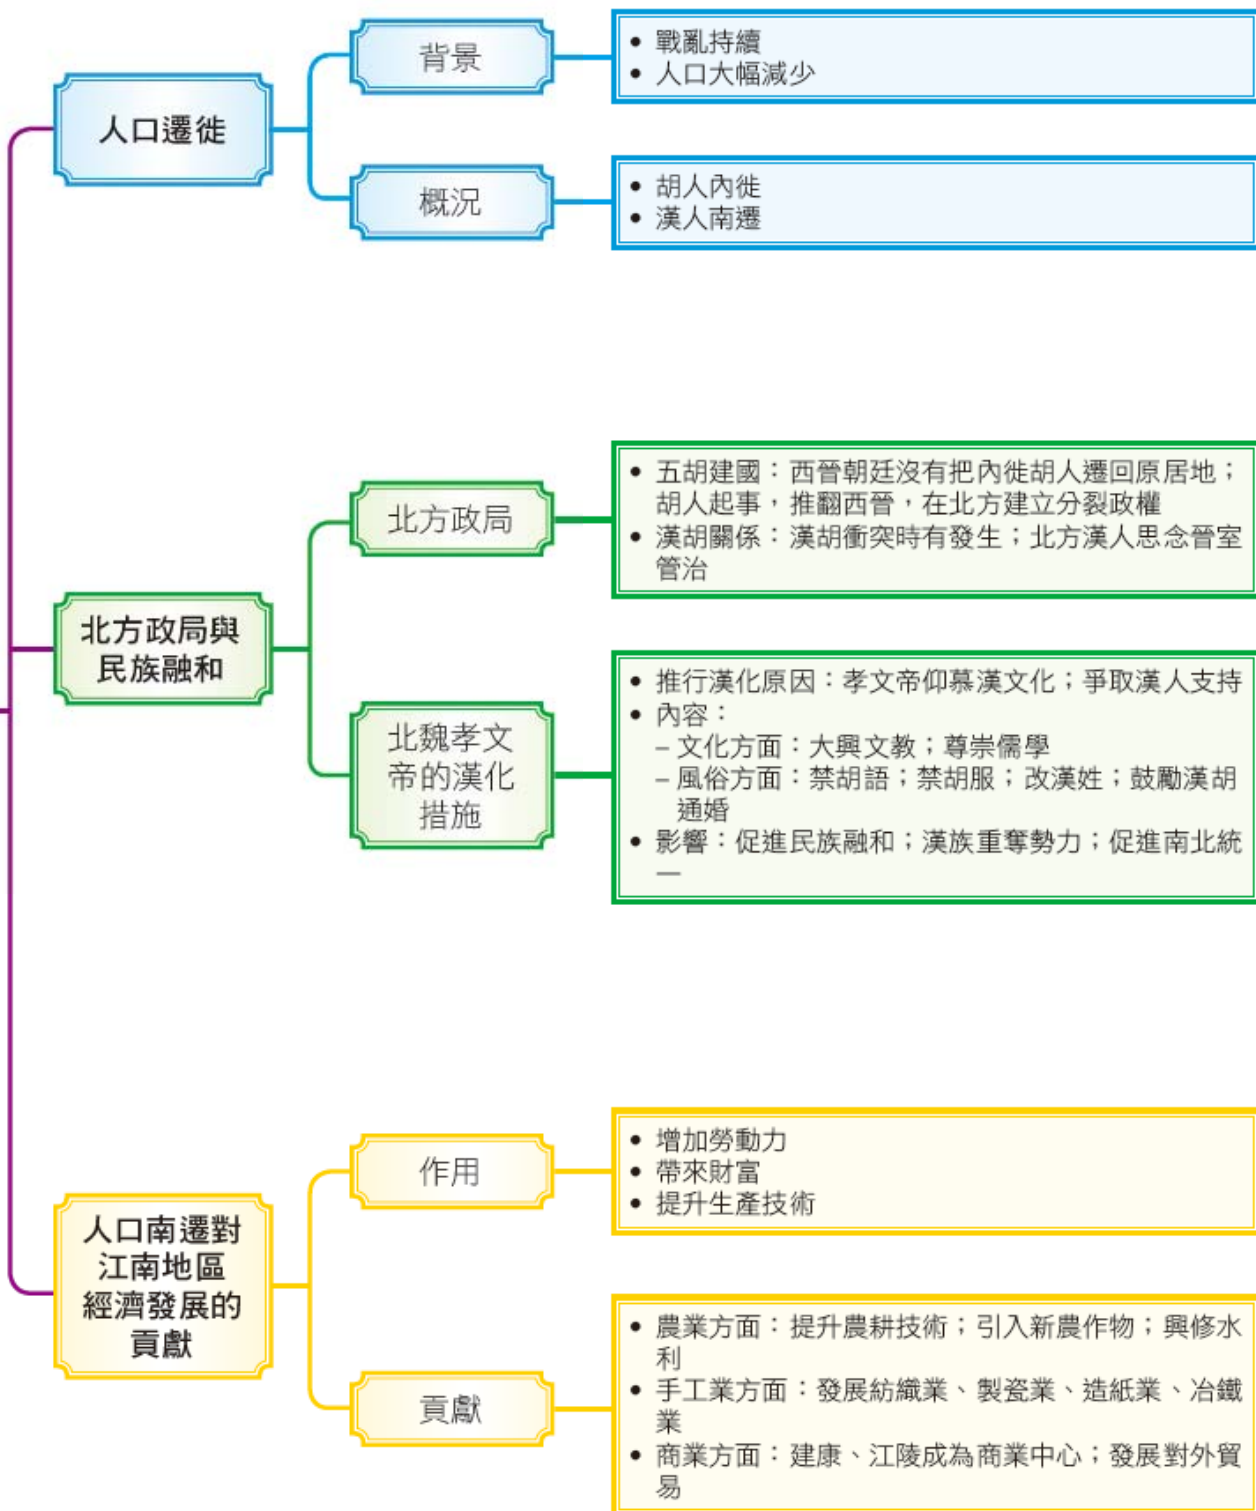 人口遷徙
背景
• 戰亂持續
• 人口大幅減少
概況
• 胡人內徙
• 漢人南遷
北方政局與
民族融和
北方政局
• 五胡建國：西晉朝廷沒有把內徙胡人遷回原居地；
胡人起事，推翻西晉，在北方建立分裂政權
• 漢胡關係：漢胡衝突時有發生；北方漢人思念晉室
管治
北魏孝文
帝的漢化
措施
• 推行漢化原因：孝文帝仰慕漢文化；爭取漢人支持
• 內容：
– 文化方面：大興文教；尊崇儒學
– 風俗方面：禁胡語；禁胡服；改漢姓；鼓勵漢胡
通婚
• 影響：促進民族融和；漢族重奪勢力；促進南北統
一
人口南遷對
江南地區
經濟發展的
貢獻
作用
• 增加勞動力
• 帶來財富
• 提升生產技術
貢獻
• 農業方面：提升農耕技術；引入新農作物；興修水
利
• 手工業方面：發展紡織業、製瓷業、造紙業、冶鐵
業
• 商業方面：建康、江陵成為商業中心；發展對外貿
易